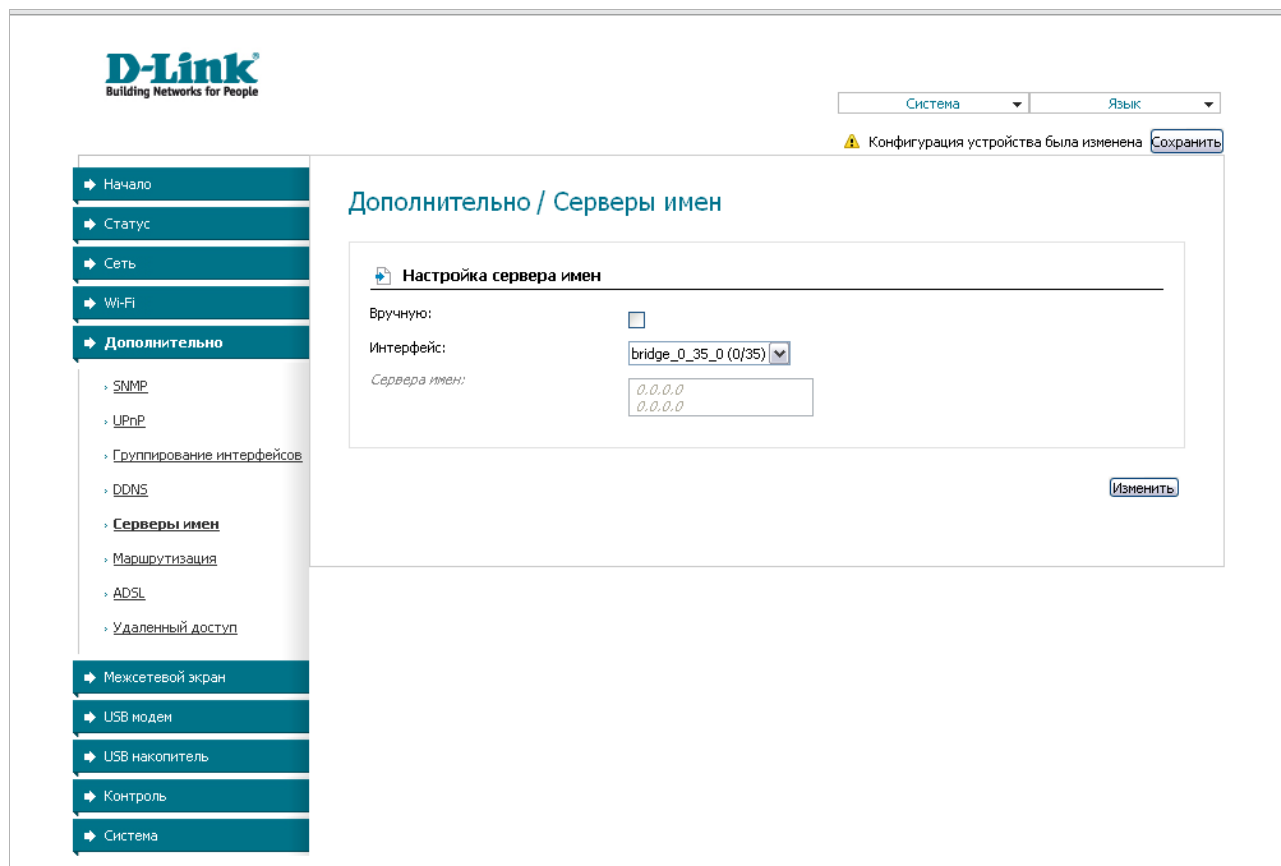 D-Link
Building Networks for People
Система
Язык
Конфигурация устройства была изменена Сохранить
Начало
Статус
Сеть
Wi-Fi
Дополнительно
SNMP
UPnP
Группирование интерфейсов
DDNS
Серверы имен
Маршрутизация
ADSL
Удаленный доступ
Межсетевой экран
USB модем
USB накопитель
Контроль
Система
Дополнительно / Серверы имен
Настройка сервера имен
Вручную:
Интерфейс: bridge_0_35_0 (0/35)
Сервера имен: 0.0.0.0
0.0.0.0
Изменить